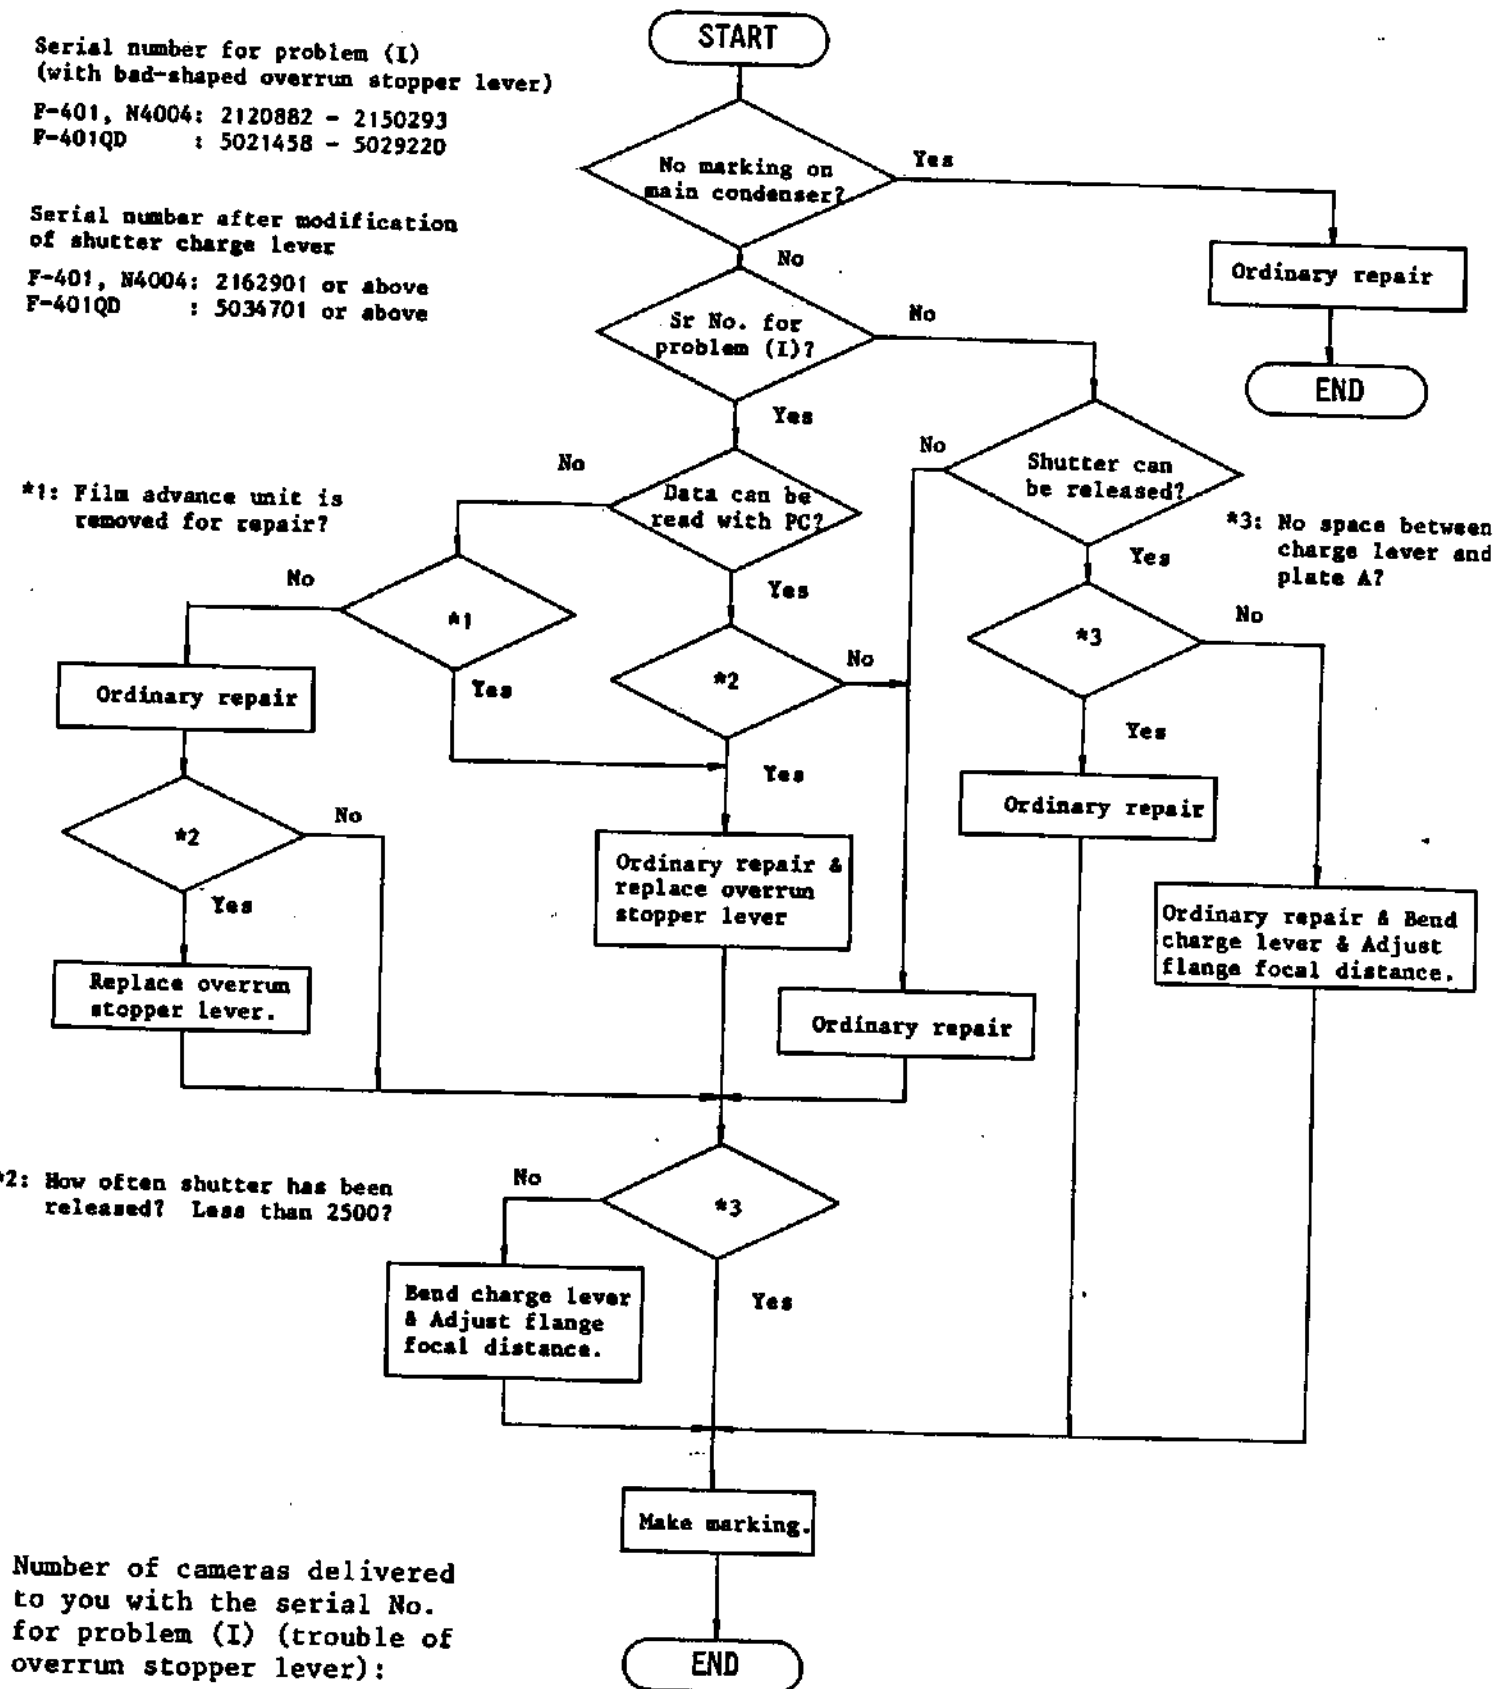 START
Serial number for problem (I)
(with bad-shaped overrun stopper lever)
F-401, N4004: 2120882 - 2150293
F-401QD : 5021458 - 5029220
No marking on
main condenser?
Yes
Serial number after modification
of shutter charge lever
F-401, N4004: 2162901 or above
F-401QD : 5034701 or above
No
Ordinary repair
Sr No. for
problem (I)?
No
END
Yes
No
Shutter can
be released?
No
Data can be
read with PC?
*1: Film advance unit is
removed for repair?
*3: No space between
charge lever and
plate A?
Yes
No
Yes
*1
*3
No
*2
No
Ordinary repair
Yes
Yes
Yes
Ordinary repair
*2
No
Ordinary repair &
replace overrun
stopper lever
Yes
Ordinary repair & Bend
charge lever & Adjust
flange focal distance.
Replace overrun
stopper lever.
Ordinary repair
*2: How often shutter has been
released? Less than 2500?
No
*3
Bend charge lever
& Adjust flange
focal distance.
Yes
Make marking.
Number of cameras delivered
to you with the serial No.
for problem (I) (trouble of
overrun stopper lever):
END